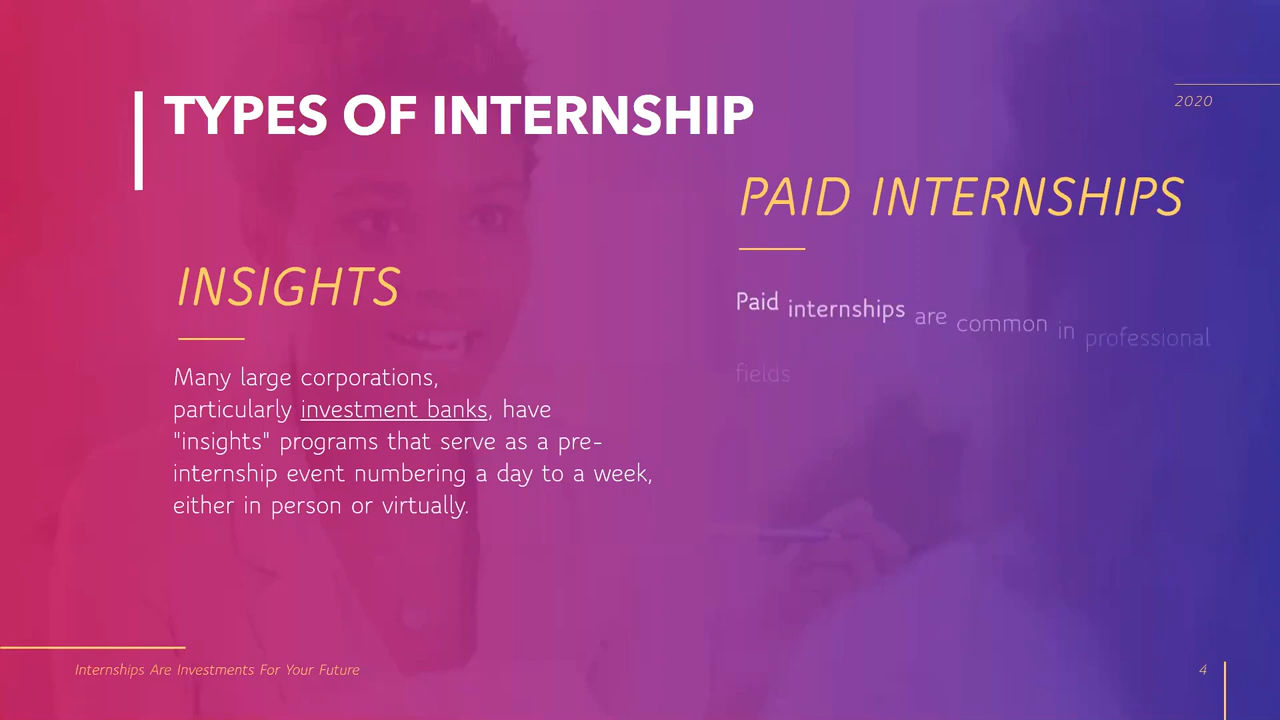 TYPES OF INTERNSHIP
2020
INSIGHTS
Many large corporations,
particularly investment banks, have
"insights" programs that serve as a pre-
internship event numbering a day to a week,
either in person or virtually.
PAID INTERNSHIPS
Paid internships are common in professional
fields
Internships Are Investments For Your Future
4